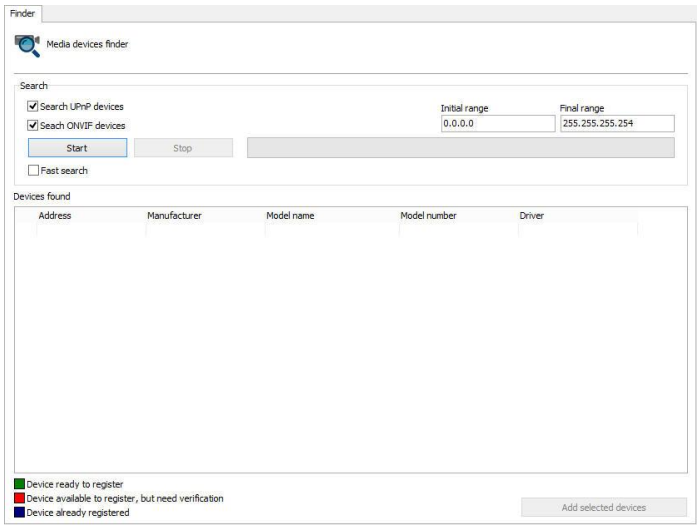 Finder
Media devices finder
Search
Search UPnP devices
Seach ONVIF devices
Initial range
Final range
0.0.0.0
255.255.255.254
Start
Stop
Fast search
Devices found
Address
Manufacturer
Model name
Model number
Driver
Device ready to register
Device available to register, but need verification
Device already registered
Add selected devices